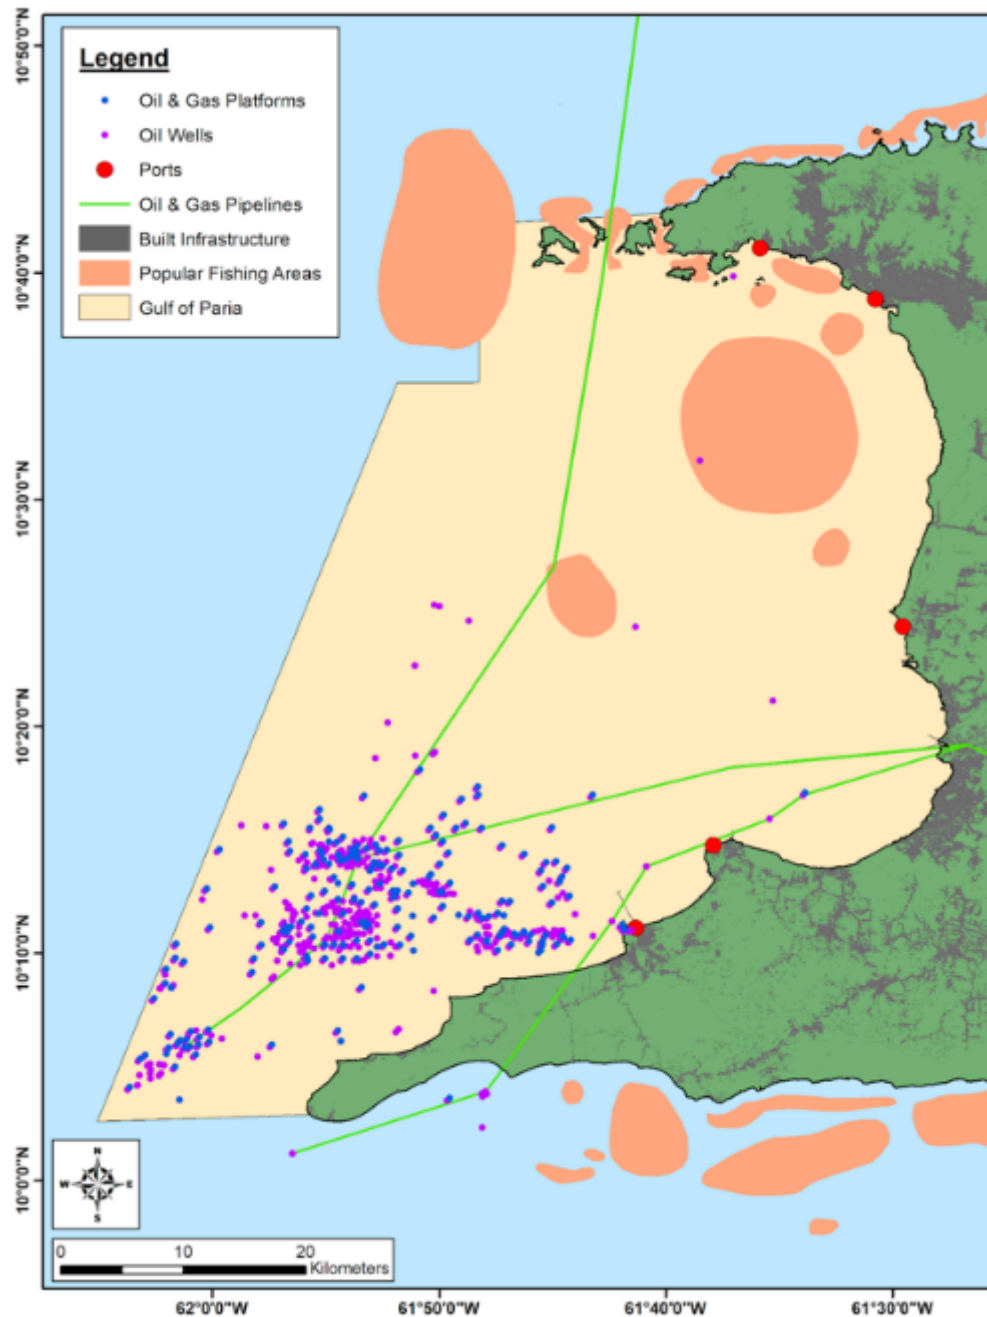 Legend
Oil & Gas Platforms
Oil Wells
Ports
Oil & Gas Pipelines
Built Infrastructure
Popular Fishing Areas
Gulf of Paria
10°50'0"N
10°40'0"N
10°30'0"N
10°20'0"N
10°10'0"N
10°0'0"N
N
W E
S
0 10 20
Kilometers
62°0'0"W 61°50'0"W 61°40'0"W 61°30'0"W